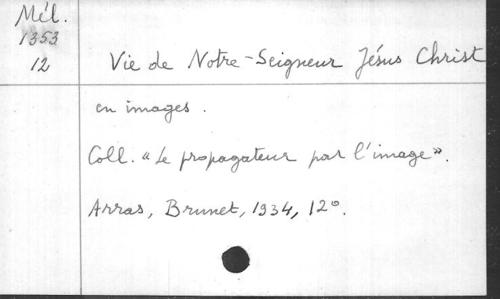 Mél.
1353
12
Vie de Notre-Seigneur Jésus Christ
en images.
Coll. "Le propagateur par l'image".
Arras, Brunet, 1934, 12°.